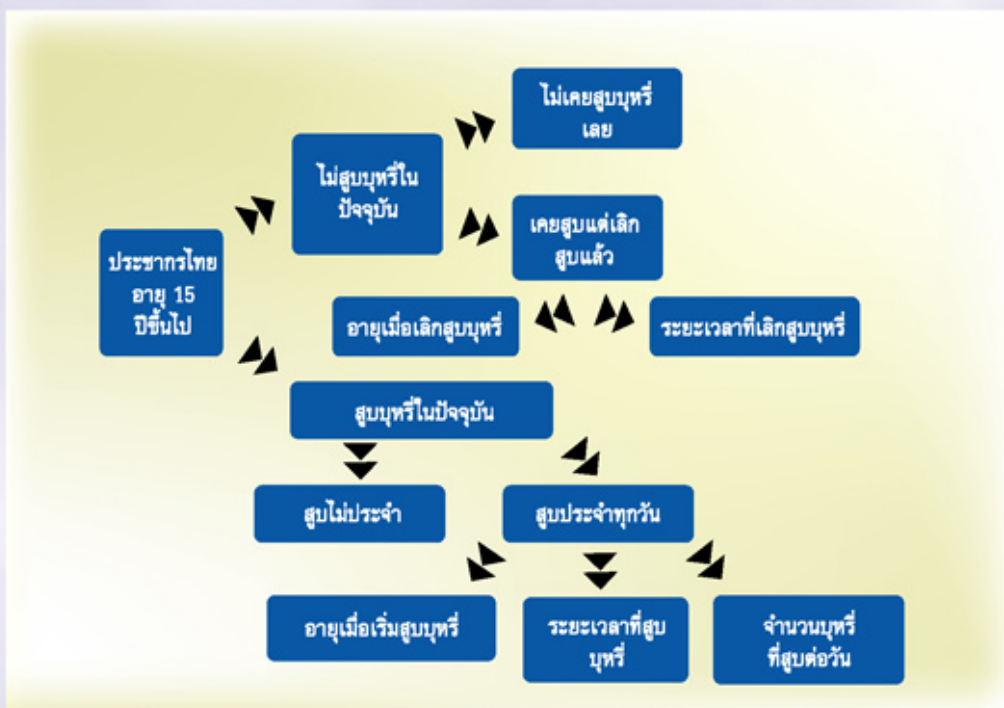 ไม่เคยสูบบุหรี่
เลย
ไม่สูบบุหรี่ใน
ปัจจุบัน
เคยสูบแต่เลิก
สูบแล้ว
ประชากรไทย
อายุ 15
ปีขึ้นไป
อายุเมื่อเลิกสูบบุหรี่
ระยะเวลาที่เลิกสูบบุหรี่
สูบบุหรี่ในปัจจุบัน
สูบไม่ประจำ
สูบประจำทุกวัน
อายุเมื่อเริ่มสูบบุหรี่
ระยะเวลาที่สูบ
บุหรี่
จำนวนบุหรี่
ที่สูบต่อวัน